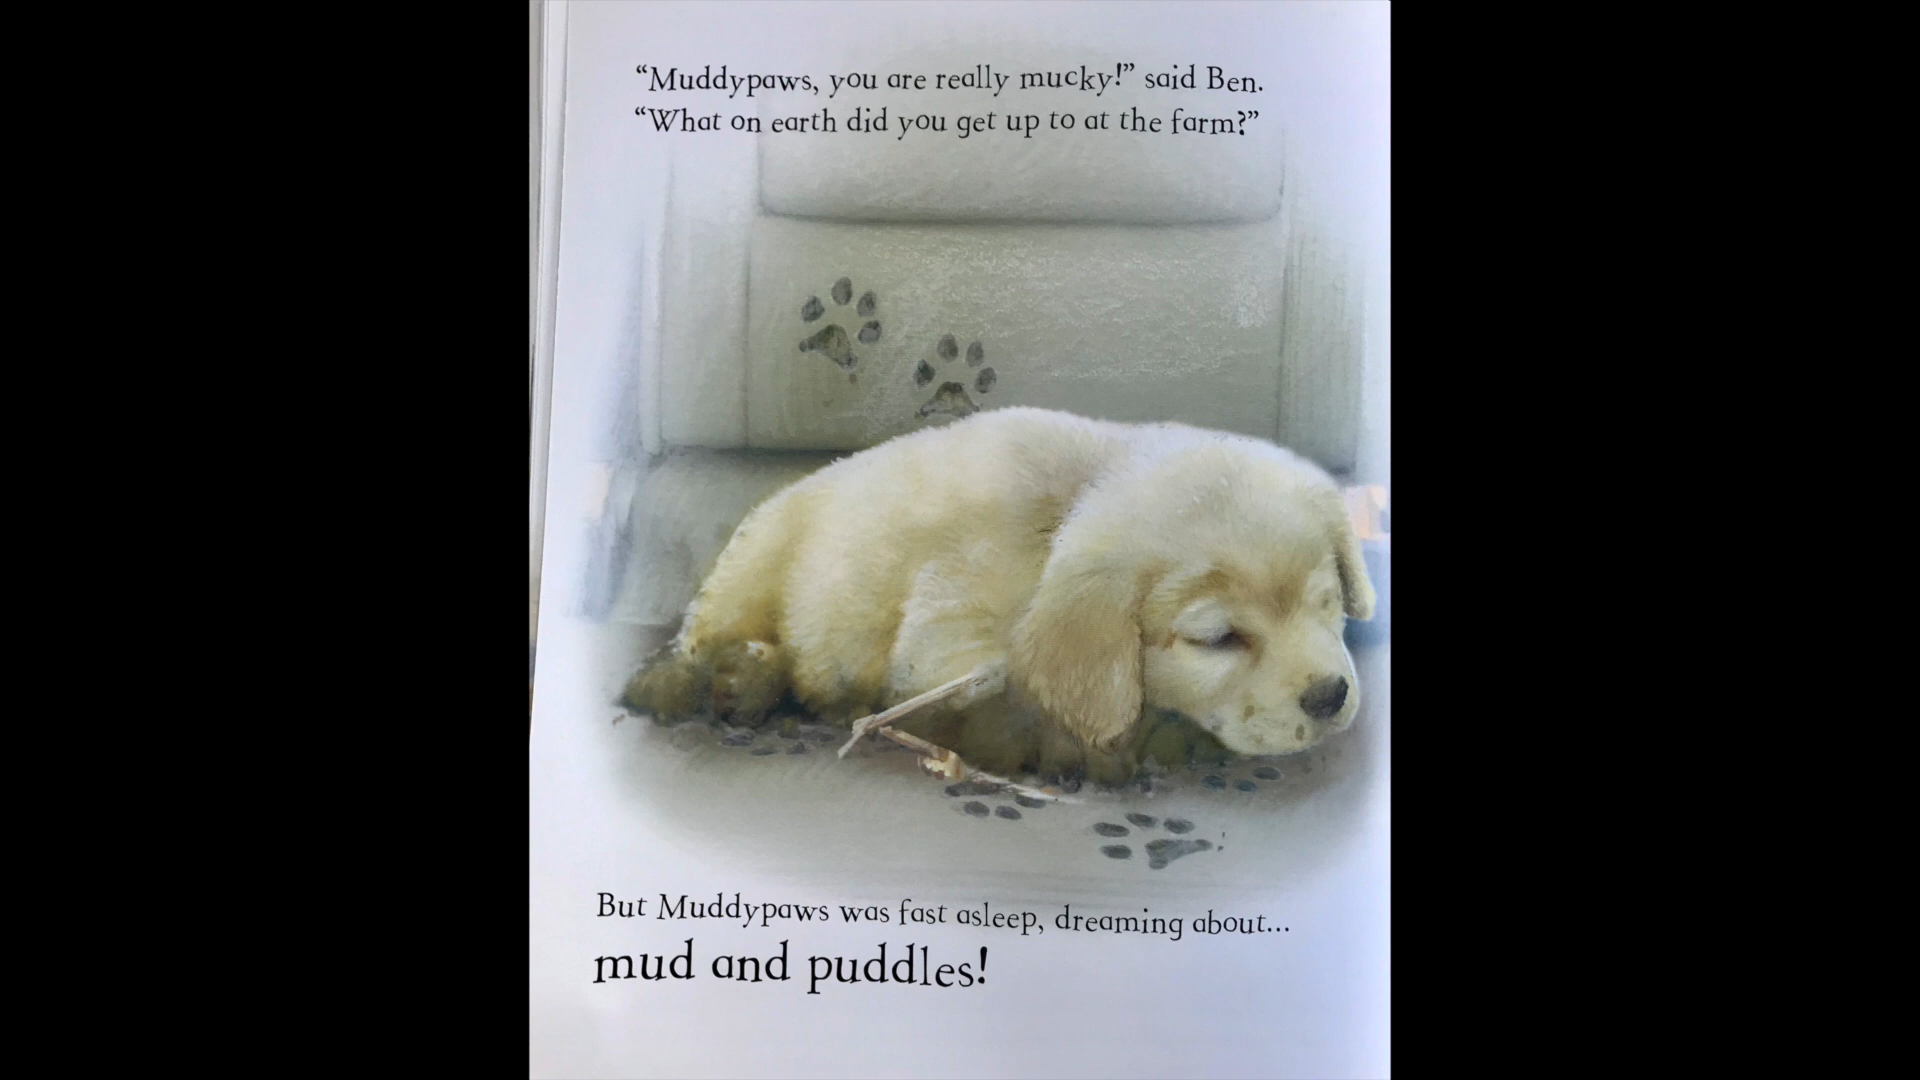 “Muddypaws, you are really mucky!” said Ben.
“What on earth did you get up to at the farm?”
But Muddypaws was fast asleep, dreaming about...
mud and puddles!